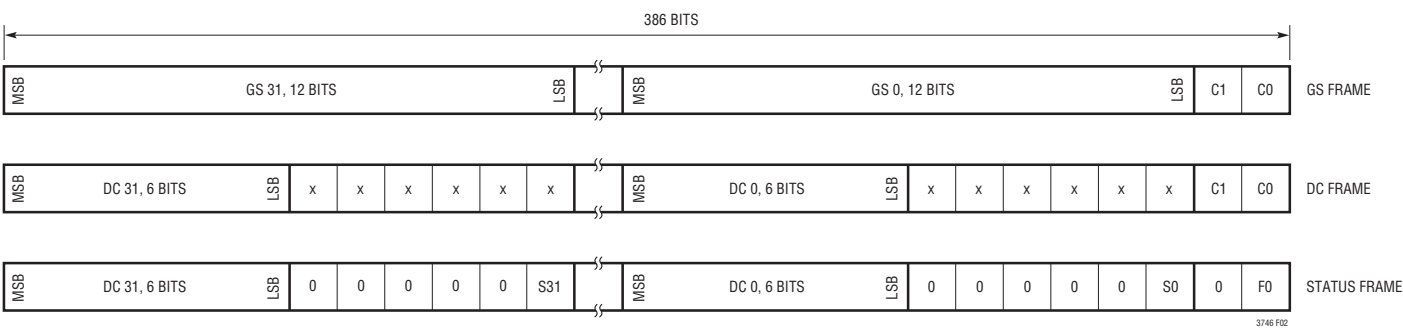 386 BITS
MSB GS 31, 12 BITS LSB MSB GS 0, 12 BITS LSB C1 C0 GS FRAME
MSB DC 31, 6 BITS LSB x x x x x x MSB DC 0, 6 BITS LSB x x x x x x C1 C0 DC FRAME
MSB DC 31, 6 BITS LSB 0 0 0 0 0 S31 MSB DC 0, 6 BITS LSB 0 0 0 0 0 S0 0 F0 STATUS FRAME
3746 F02